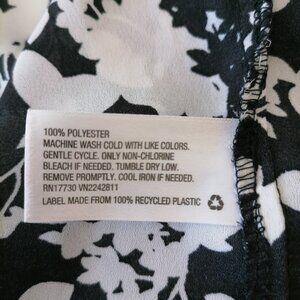 100% POLYESTER
MACHINE WASH COLD WITH LIKE COLORS.
GENTLE CYCLE. ONLY NON-CHLORINE
BLEACH IF NEEDED. TUMBLE DRY LOW.
REMOVE PROMPTLY. COOL IRON IF NEEDED.
RN17730 VN2242811
LABEL MADE FROM 100% RECYCLED PLASTIC